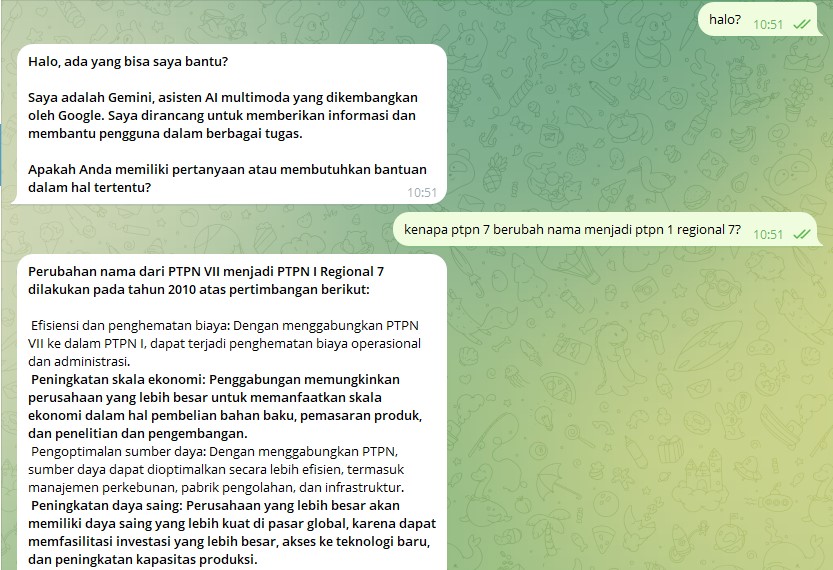 halo? 10:51
Halo, ada yang bisa saya bantu?
Saya adalah Gemini, asisten AI multimoda yang dikembangkan
oleh Google. Saya dirancang untuk memberikan informasi dan
membantu pengguna dalam berbagai tugas.
Apakah Anda memiliki pertanyaan atau membutuhkan bantuan
dalam hal tertentu?
10:51
kenapa ptpn 7 berubah nama menjadi ptpn 1 regional 7? 10:51
Perubahan nama dari PTPN VII menjadi PTPN I Regional 7
dilakukan pada tahun 2010 atas pertimbangan berikut:
Efisiensi dan penghematan biaya: Dengan menggabungkan PTPN
VII ke dalam PTPN I, dapat terjadi penghematan biaya operasional
dan administrasi.
Peningkatan skala ekonomi: Penggabungan memungkinkan
perusahaan yang lebih besar untuk memanfaatkan skala
ekonomi dalam hal pembelian bahan baku, pemasaran produk,
dan penelitian dan pengembangan.
Pengoptimalan sumber daya: Dengan menggabungkan PTPN,
sumber daya dapat dioptimalkan secara lebih efisien, termasuk
manajemen perkebunan, pabrik pengolahan, dan infrastruktur.
Peningkatan daya saing: Perusahaan yang lebih besar akan
memiliki daya saing yang lebih kuat di pasar global, karena dapat
memfasilitasi investasi yang lebih besar, akses ke teknologi baru,
dan peningkatan kapasitas produksi.